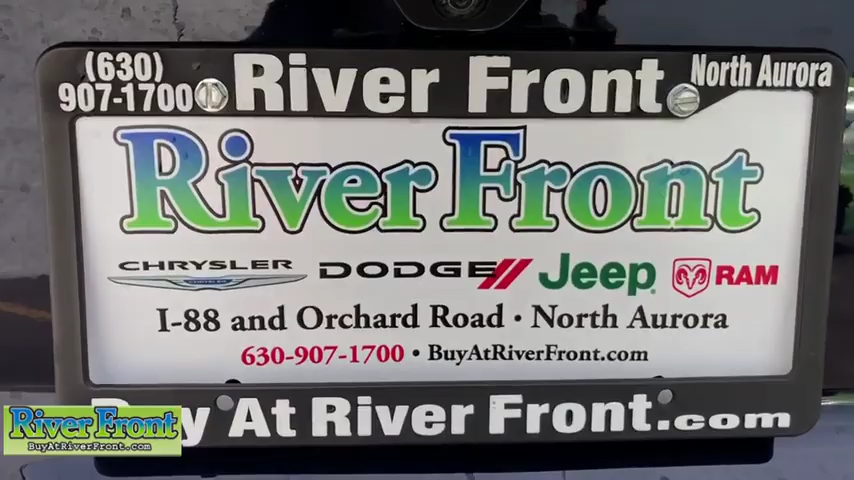 (630)
907-1700
River Front
North Aurora
River Front
CHRYSLER
DODGE
Jeep
RAM
I-88 and Orchard Road • North Aurora
630-907-1700 • BuyAtRiverFront.com
Buy At River Front.com
River Front
BuyAtRiverFront.com